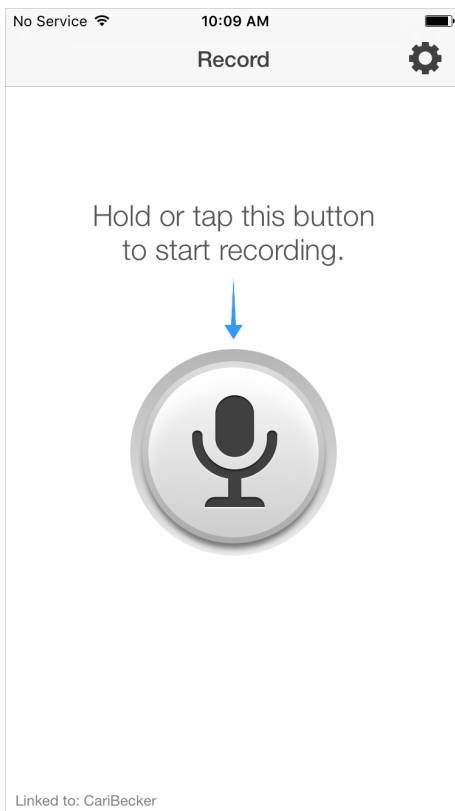 No Service 10:09 AM
Record
Hold or tap this button
to start recording.
Linked to: CariBecker